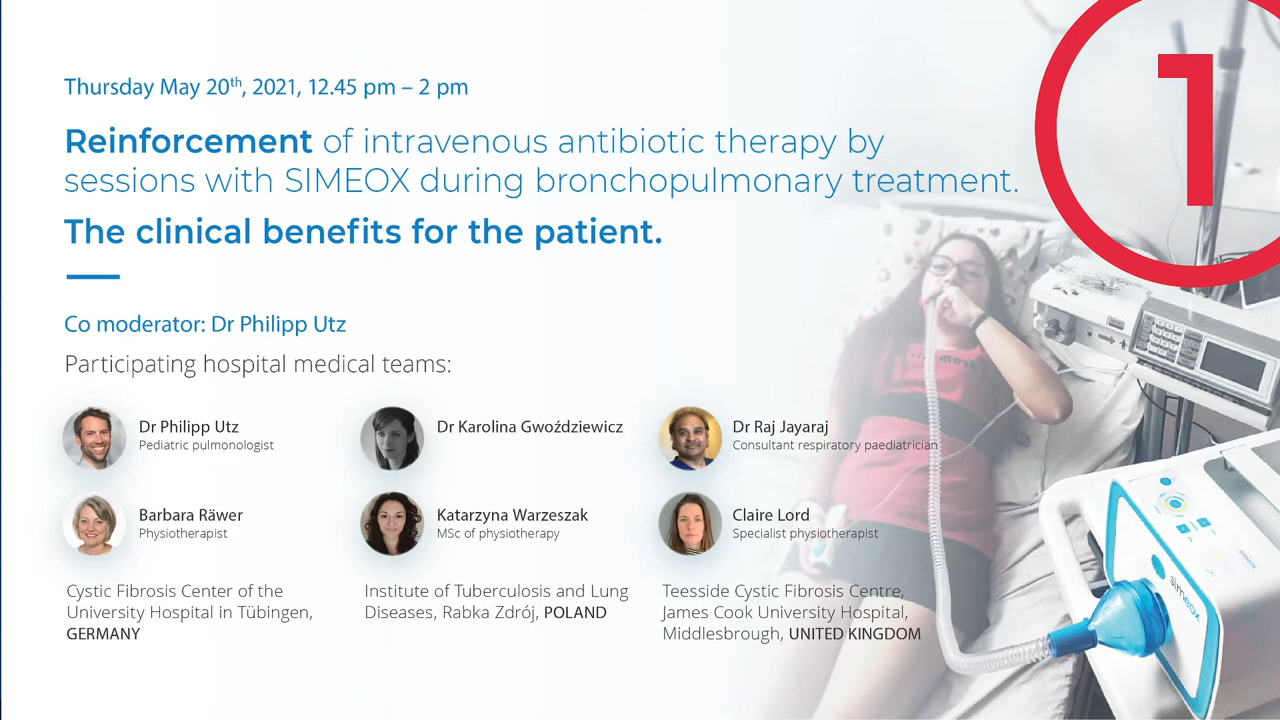 Thursday May 20th, 2021, 12.45 pm – 2 pm
1
Reinforcement of intravenous antibiotic therapy by
sessions with SIMEOX during bronchopulmonary treatment.
The clinical benefits for the patient.
Co moderator: Dr Philipp Utz
Participating hospital medical teams:
Dr Philipp Utz
Pediatric pulmonologist
Barbara Räwer
Physiotherapist
Cystic Fibrosis Center of the
University Hospital in Tübingen,
GERMANY
Dr Karolina Gwoździewicz
Katarzyna Warzeszak
MSc of physiotherapy
Institute of Tuberculosis and Lung
Diseases, Rabka Zdrój, POLAND
Dr Raj Jayaraj
Consultant respiratory paediatrician
Claire Lord
Specialist physiotherapist
Teesside Cystic Fibrosis Centre,
James Cook University Hospital,
Middlesbrough, UNITED KINGDOM
simeox